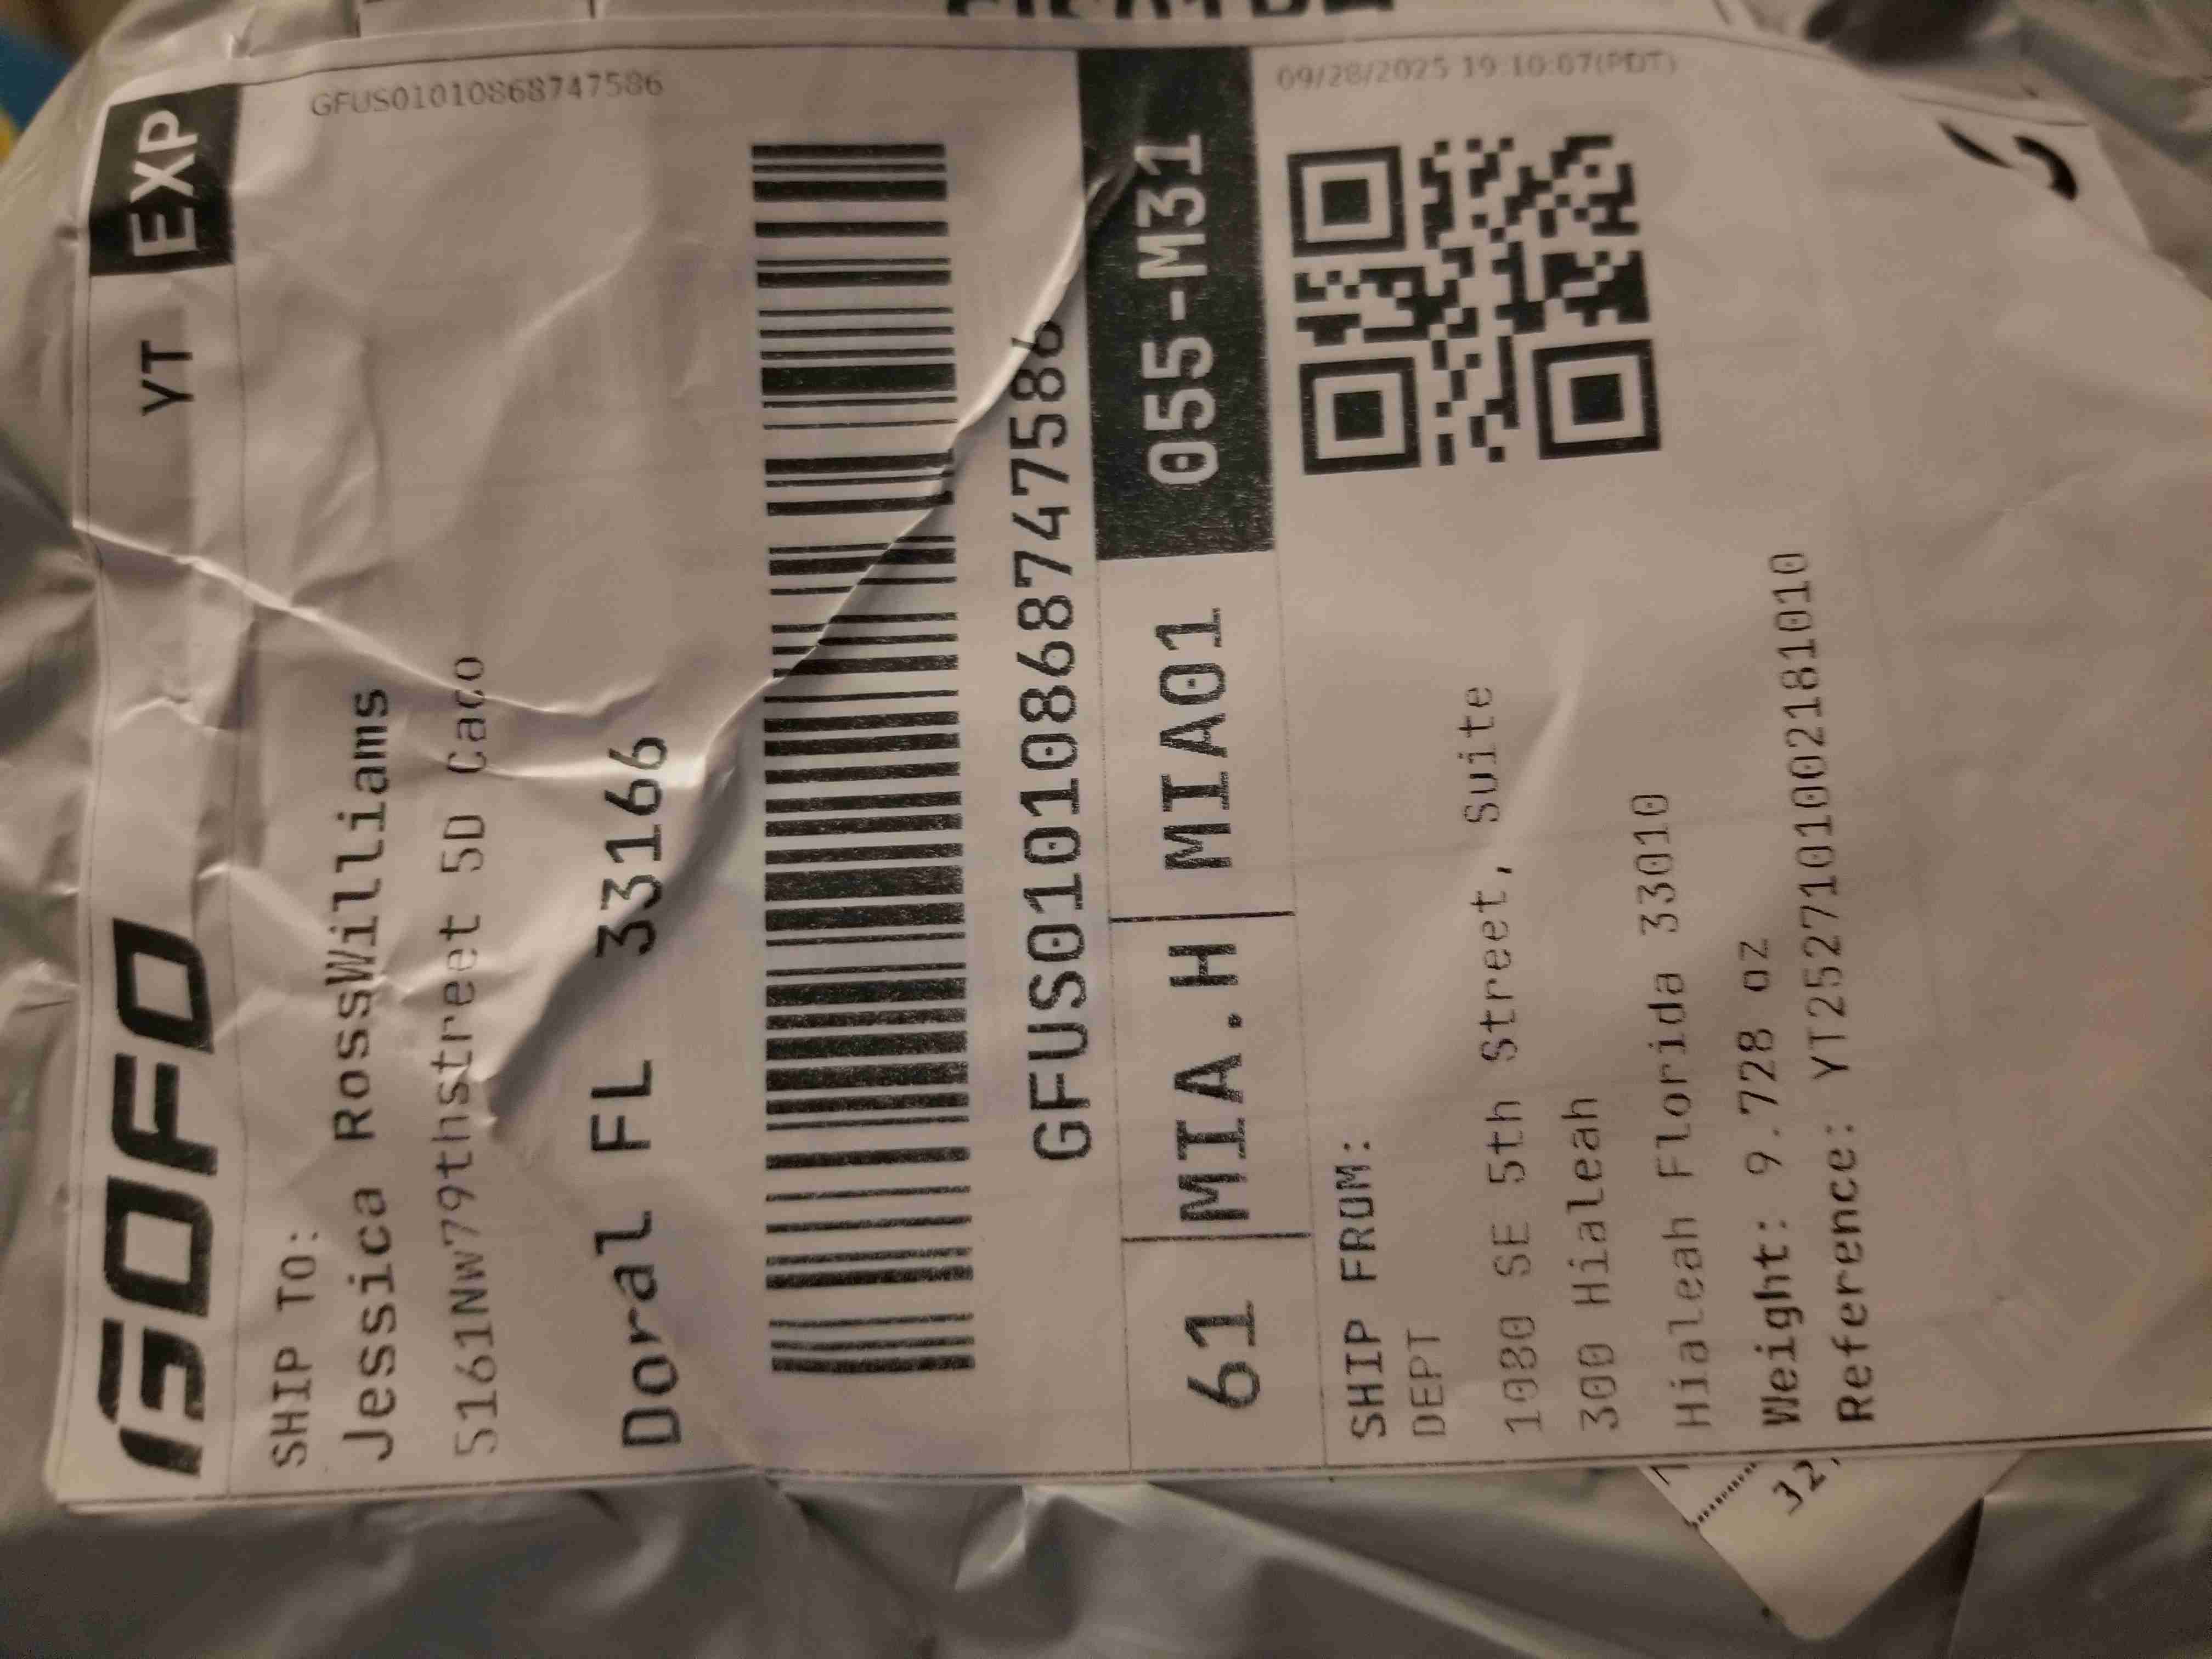 GOFO
YT EXP
GFUS01010868747586
SHIP TO:
Jessica RossWilliams
5161Nw79thstreet 5D Caco
Doral FL 33166
GFUS01010868747586
61 MIA.H MIA01 055-M31
09/28/2025 19:10:07(PDT)
SHIP FROM:
DEPT
1080 SE 5th Street, Suite
300 Hialeah
Hialeah Florida 33010
Weight: 9.728 oz
Reference: YT2527101002181010